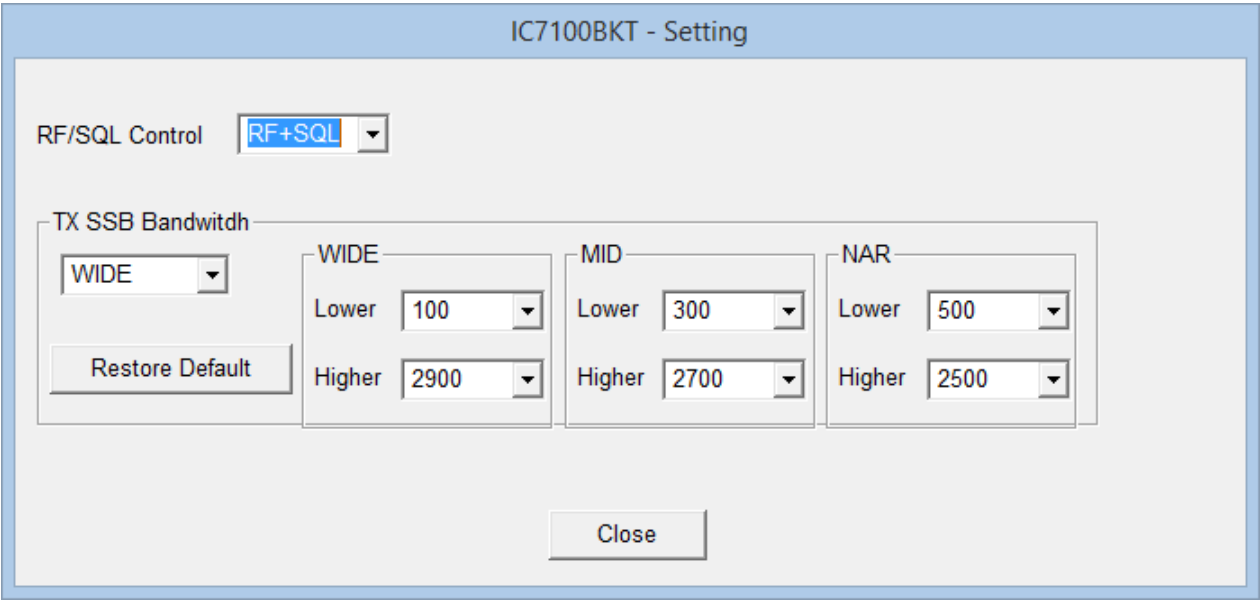 IC7100BKT - Setting
RF/SQL Control RF+SQL
TX SSB Bandwitdh
WIDE
Restore Default
WIDE
Lower 100
Higher 2900
MID
Lower 300
Higher 2700
NAR
Lower 500
Higher 2500
Close